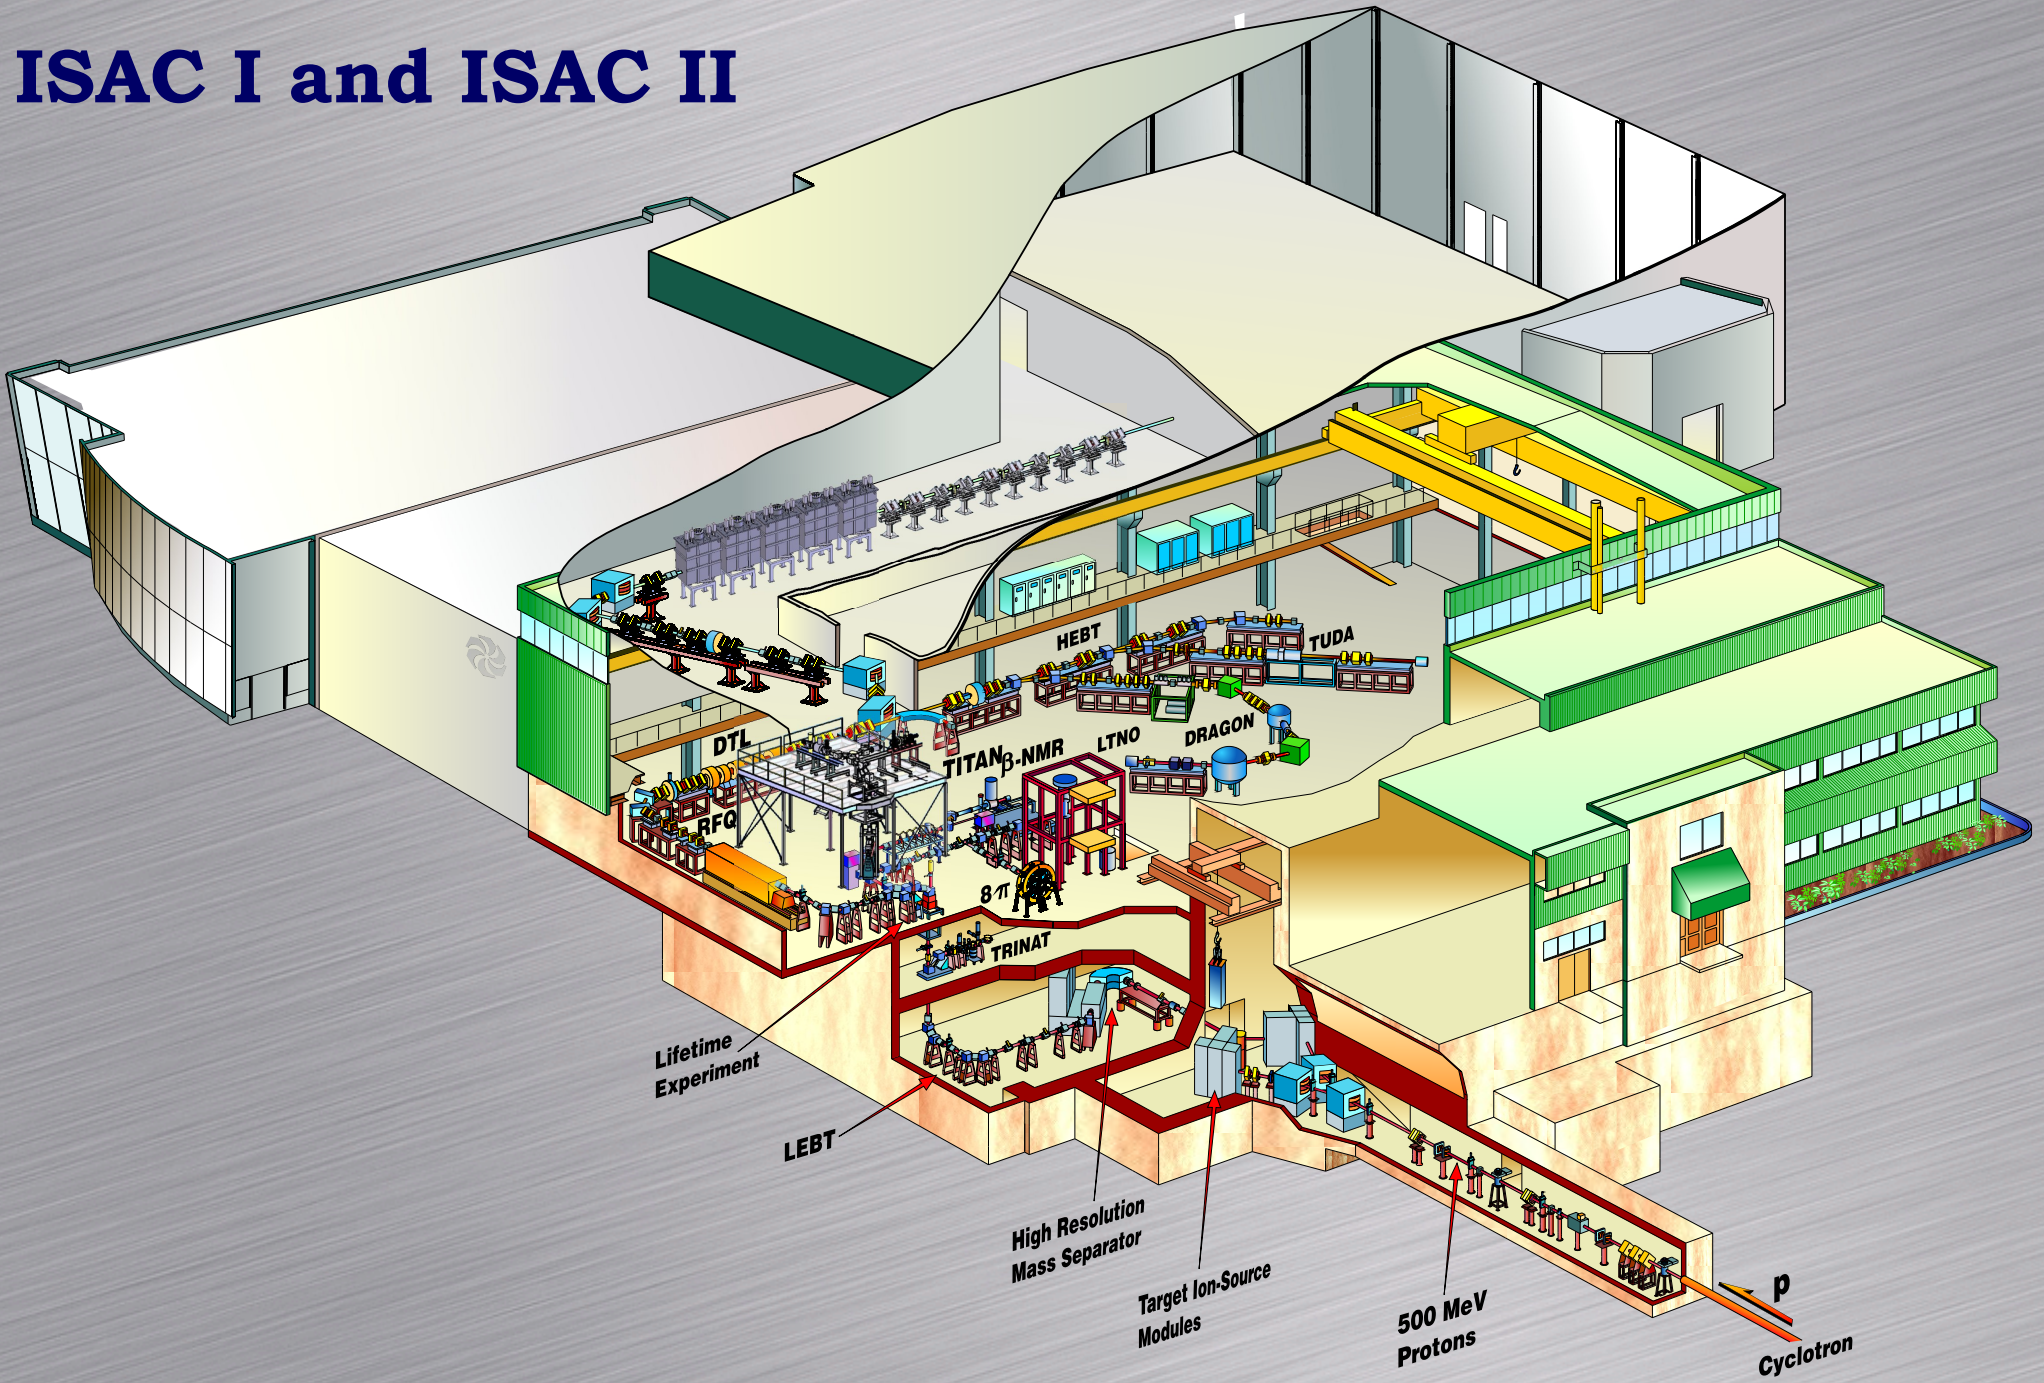 ISAC I and ISAC II
HEBT
TUDA
DTL
TITAN
β-NMR
LTNO
DRAGON
RFQ
8π
TRINAT
Lifetime
Experiment
LEBT
High Resolution
Mass Separator
Target Ion-Source
Modules
500 MeV
Protons
p
Cyclotron